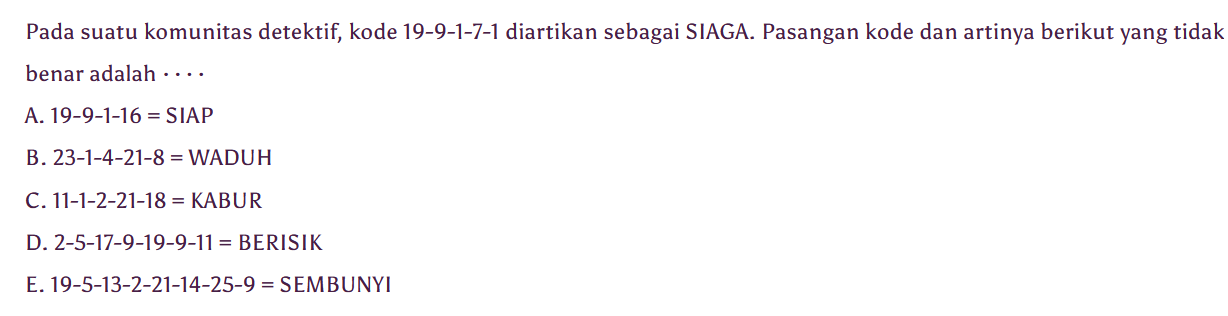 Pada suatu komunitas detektif, kode 19-9-1-7-1 diartikan sebagai SIAGA. Pasangan kode dan artinya berikut yang tidak
benar adalah ····
A. 19-9-1-16 = SIAP
B. 23-1-4-21-8 = WADUH
C. 11-1-2-21-18 = KABUR
D. 2-5-17-9-19-9-11 = BERISIK
E. 19-5-13-2-21-14-25-9 = SEMBUNYI